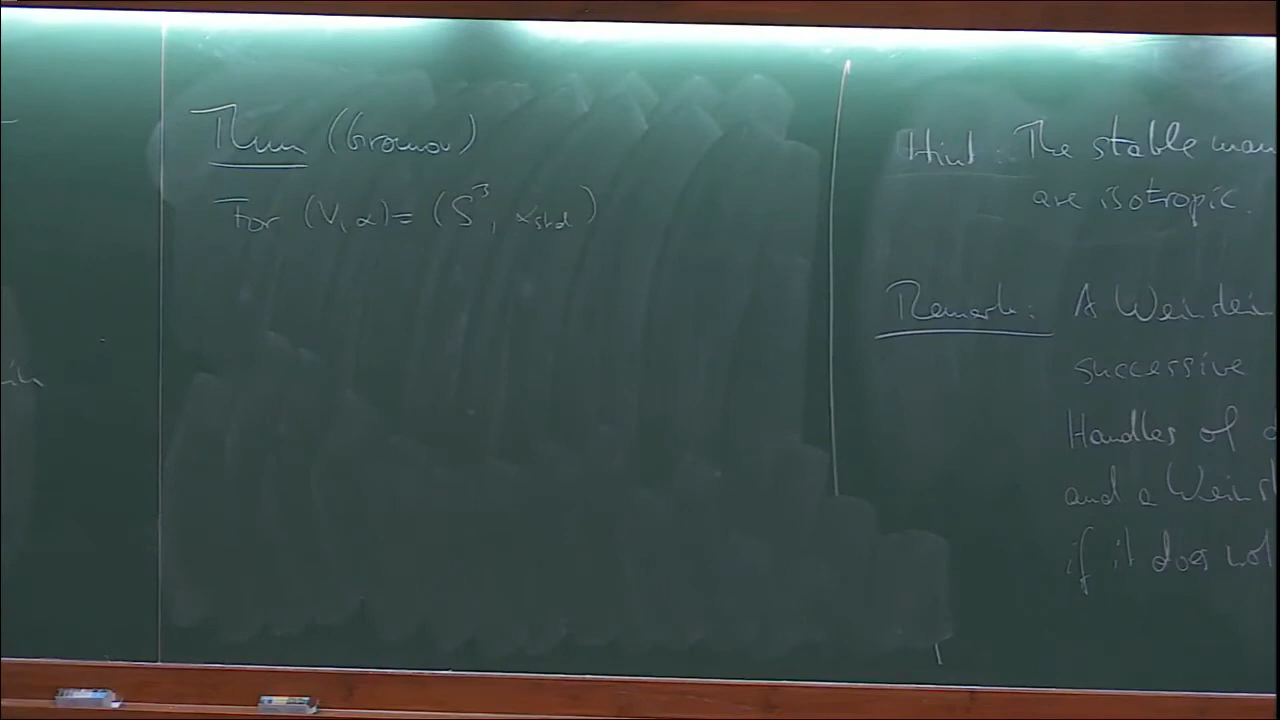 Thm (Gromov)
For (V, α) = (S³, α_std)
Hint: The stable man
are isotropic.
Remark: A Weinstein
successive
Handles of
and a Weinst
if it does not